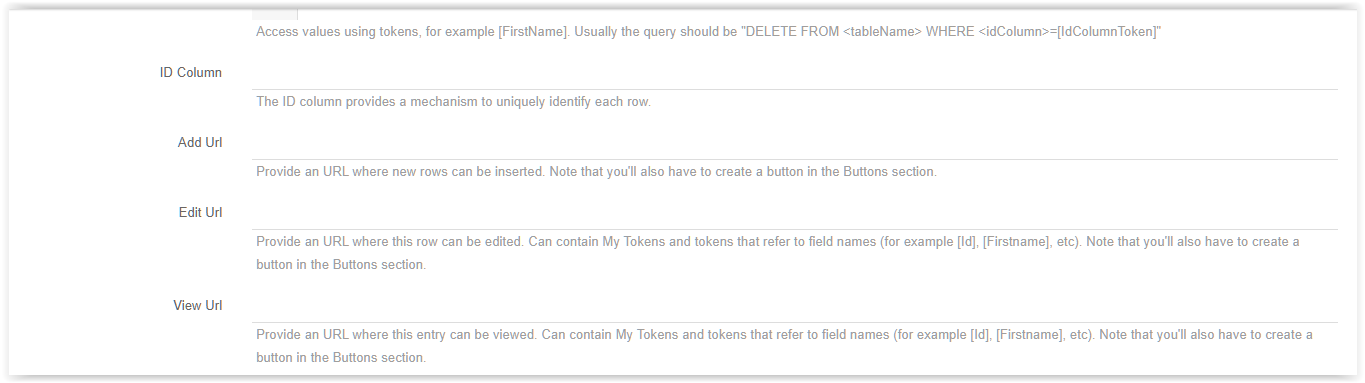 Access values using tokens, for example [FirstName]. Usually the query should be "DELETE FROM <tableName> WHERE <idColumn>=[IdColumnToken]"
ID Column
The ID column provides a mechanism to uniquely identify each row.
Add Url
Provide an URL where new rows can be inserted. Note that you'll also have to create a button in the Buttons section.
Edit Url
Provide an URL where this row can be edited. Can contain My Tokens and tokens that refer to field names (for example [Id], [Firstname], etc). Note that you'll also have to create a
button in the Buttons section.
View Url
Provide an URL where this entry can be viewed. Can contain My Tokens and tokens that refer to field names (for example [Id], [Firstname], etc). Note that you'll also have to create a
button in the Buttons section.